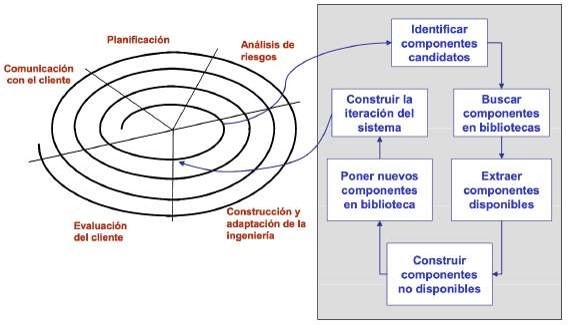 Planificación
Análisis de
riesgos
Comunicación
con el cliente
Evaluación
del cliente
Construcción y
adaptación de la
ingeniería
Identificar
componentes
candidatos
Buscar
componentes
en bibliotecas
Extraer
componentes
disponibles
Construir
componentes
no disponibles
Poner nuevos
componentes
en biblioteca
Construir la
iteración del
sistema